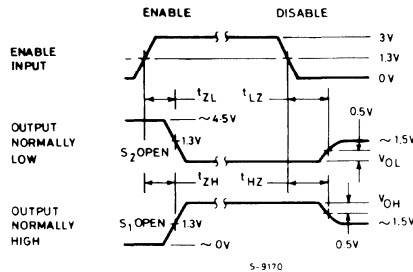 ENABLE DISABLE
ENABLE INPUT
3V
1.3V
0V
tZL tLZ
0.5V
~4.5V
OUTPUT NORMALLY LOW
1.3V
S2 OPEN
~1.5V
VOL
tZH tHZ
OUTPUT NORMALLY HIGH
S1 OPEN
1.3V
~0V
VOH
~1.5V
0.5V
S-9170